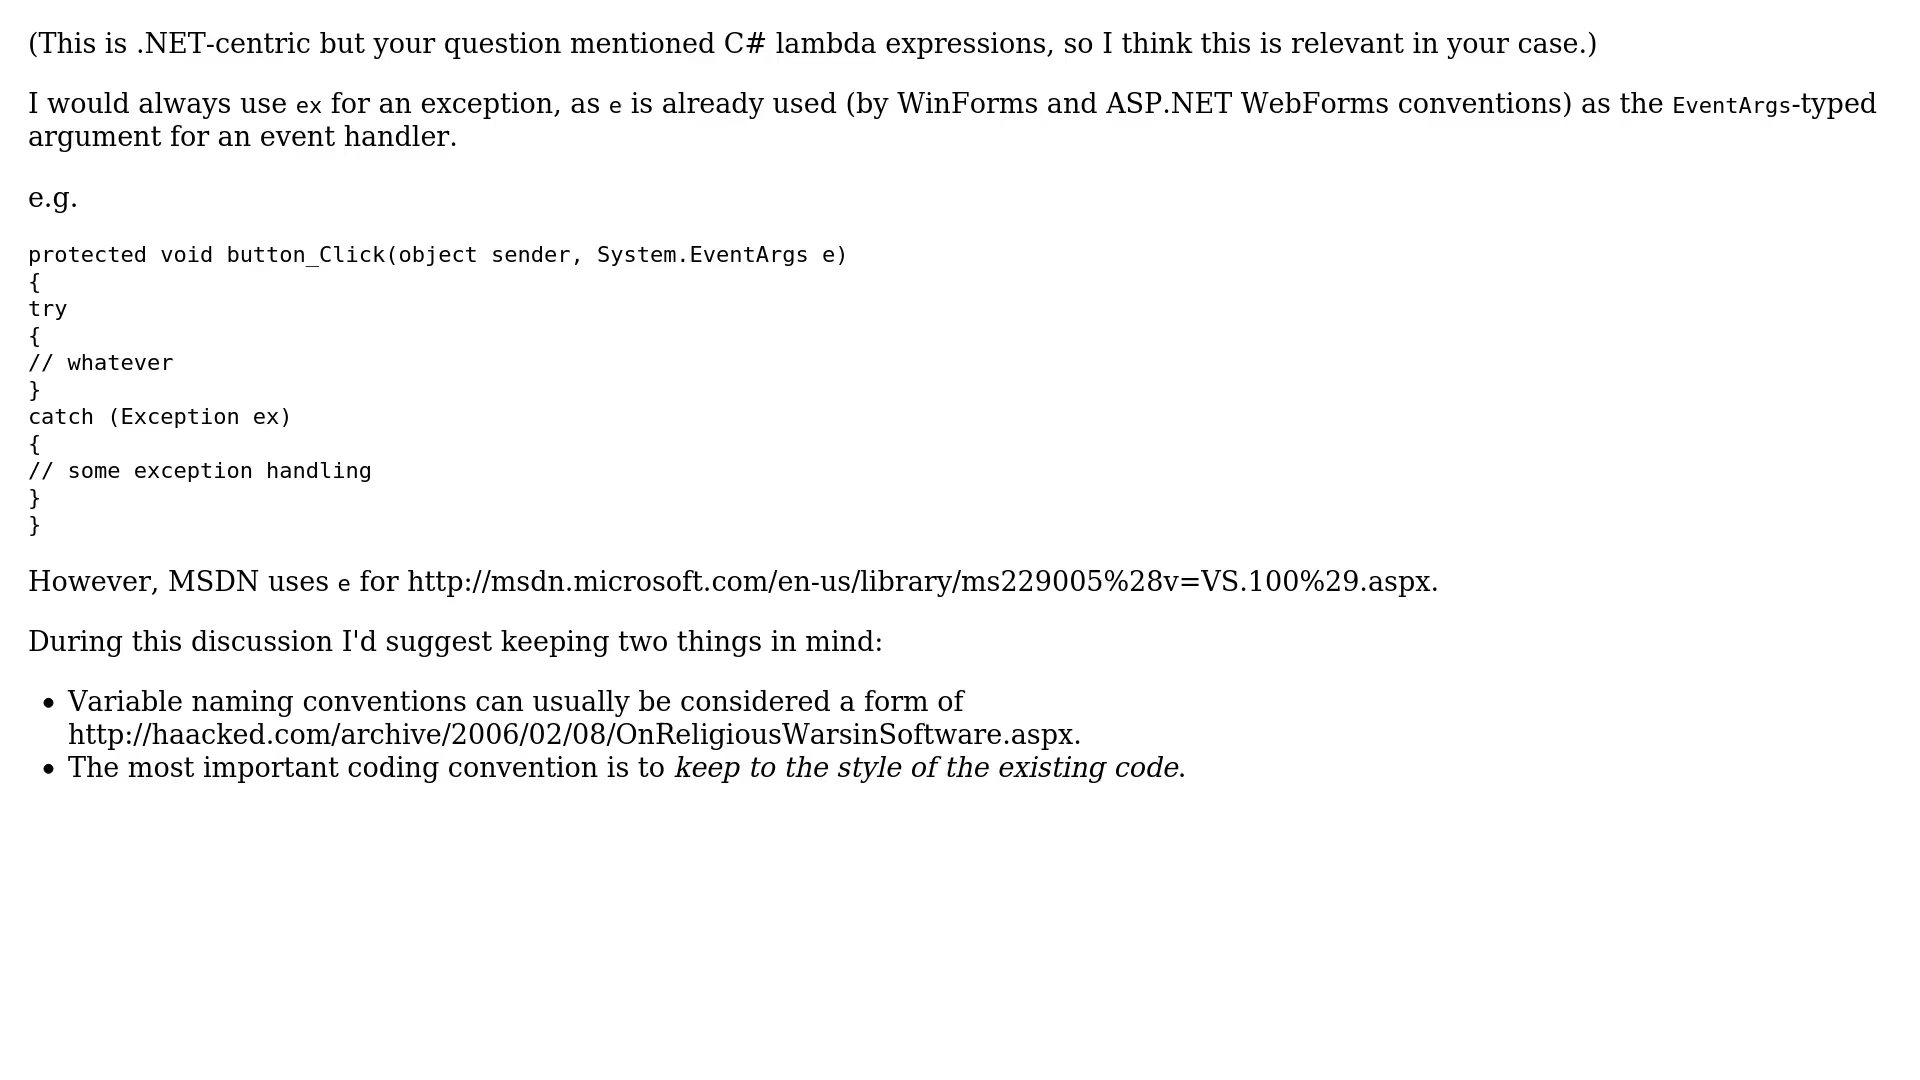 (This is .NET-centric but your question mentioned C# lambda expressions, so I think this is relevant in your case.)
I would always use ex for an exception, as e is already used (by WinForms and ASP.NET WebForms conventions) as the EventArgs-typed
argument for an event handler.
e.g.
protected void button_Click(object sender, System.EventArgs e)
{
try
{
// whatever
}
catch (Exception ex)
{
// some exception handling
}
}
However, MSDN uses e for http://msdn.microsoft.com/en-us/library/ms229005%28v=VS.100%29.aspx.
During this discussion I'd suggest keeping two things in mind:
• Variable naming conventions can usually be considered a form of
http://haacked.com/archive/2006/02/08/OnReligiousWarsinSoftware.aspx.
• The most important coding convention is to keep to the style of the existing code.